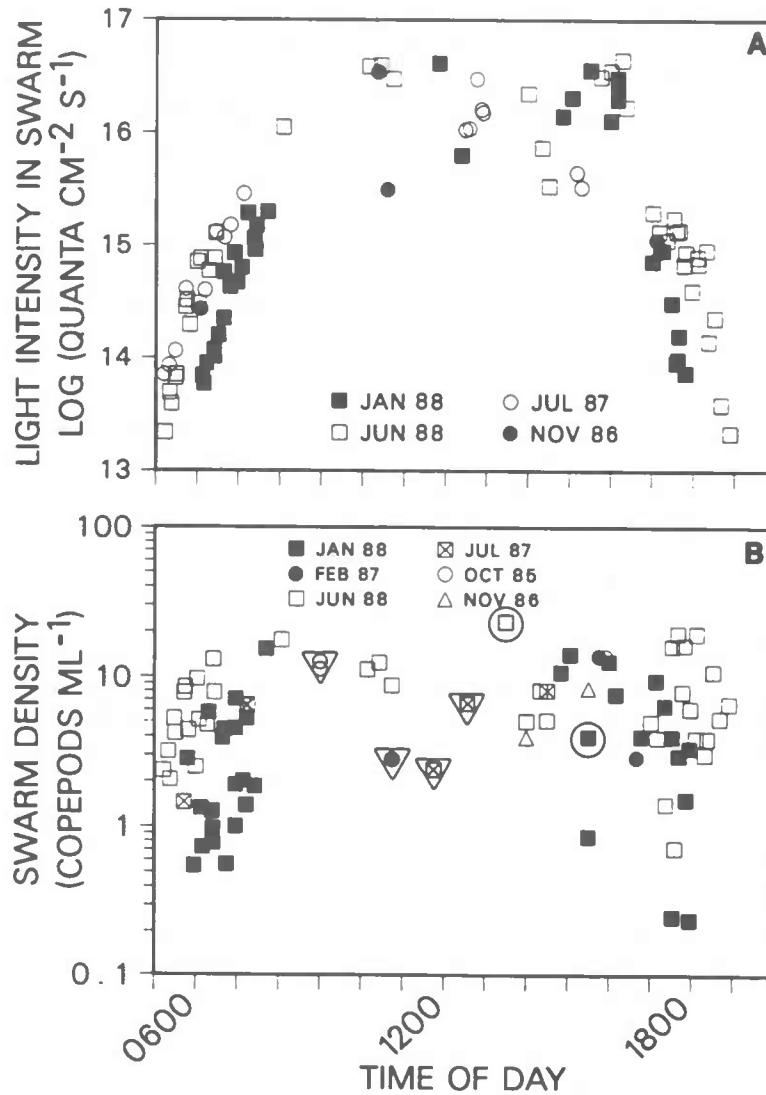 A
LIGHT INTENSITY IN SWARM
LOG (QUANTA CM⁻² S⁻¹)
17
16
15
14
13
JAN 88
JUN 88
JUL 87
NOV 86
B
SWARM DENSITY
(COPEPODS ML⁻¹)
100
10
1
0.1
JAN 88
FEB 87
JUN 88
JUL 87
OCT 85
NOV 86
0600
1200
1800
TIME OF DAY